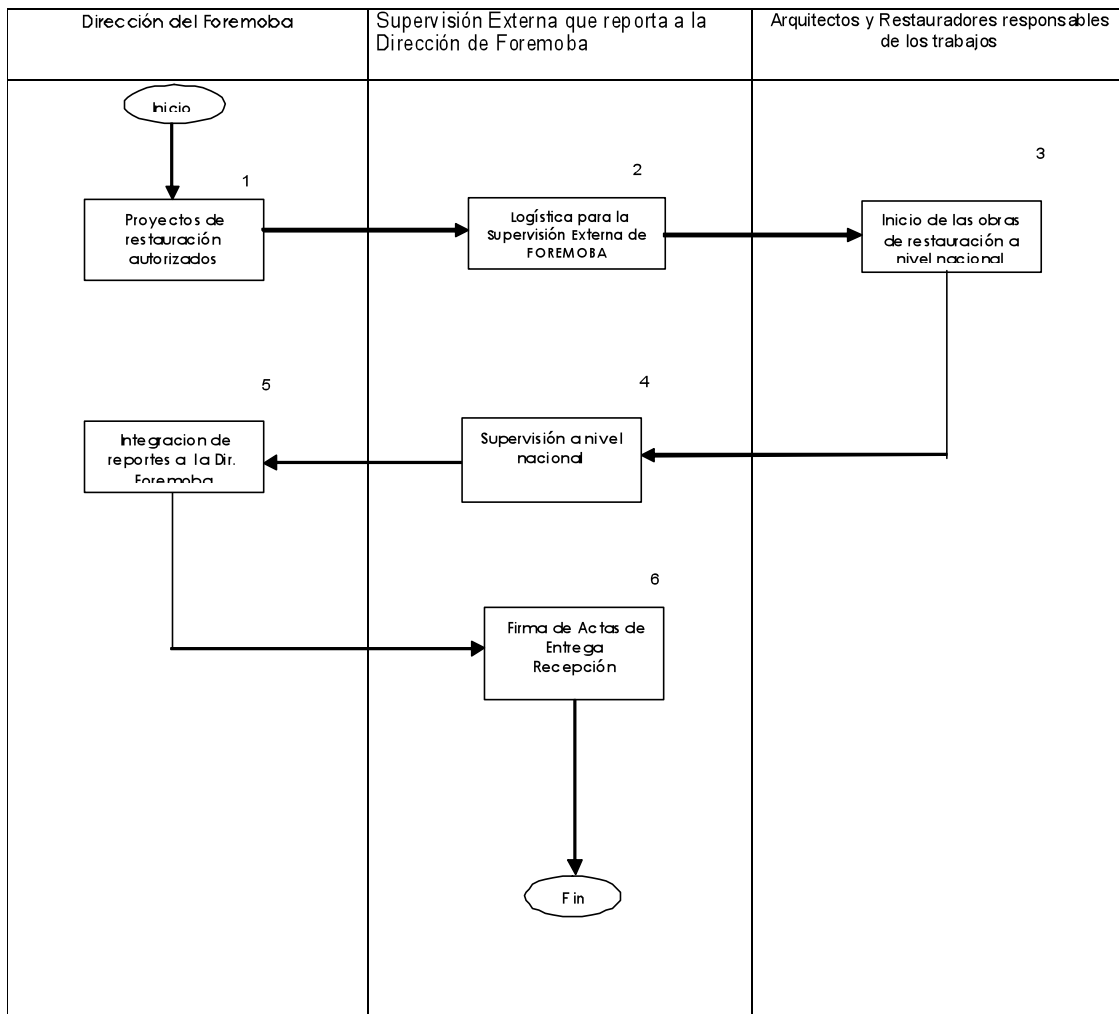 Dirección del Foremoba
Supervisión Externa que reporta a la
Dirección de Foremoba
Arquitectos y Restauradores responsables
de los trabajos
Inicio
1
Proyectos de
restauración
autorizados
2
Logística para la
Supervisión Externa de
FOREMOBA
3
Inicio de las obras
de restauración a
nivel nacional
5
Integracion de
reportes a la Dir.
Foremoba
4
Supervisión a nivel
nacional
6
Firma de Actas de
Entrega
Recepción
Fin